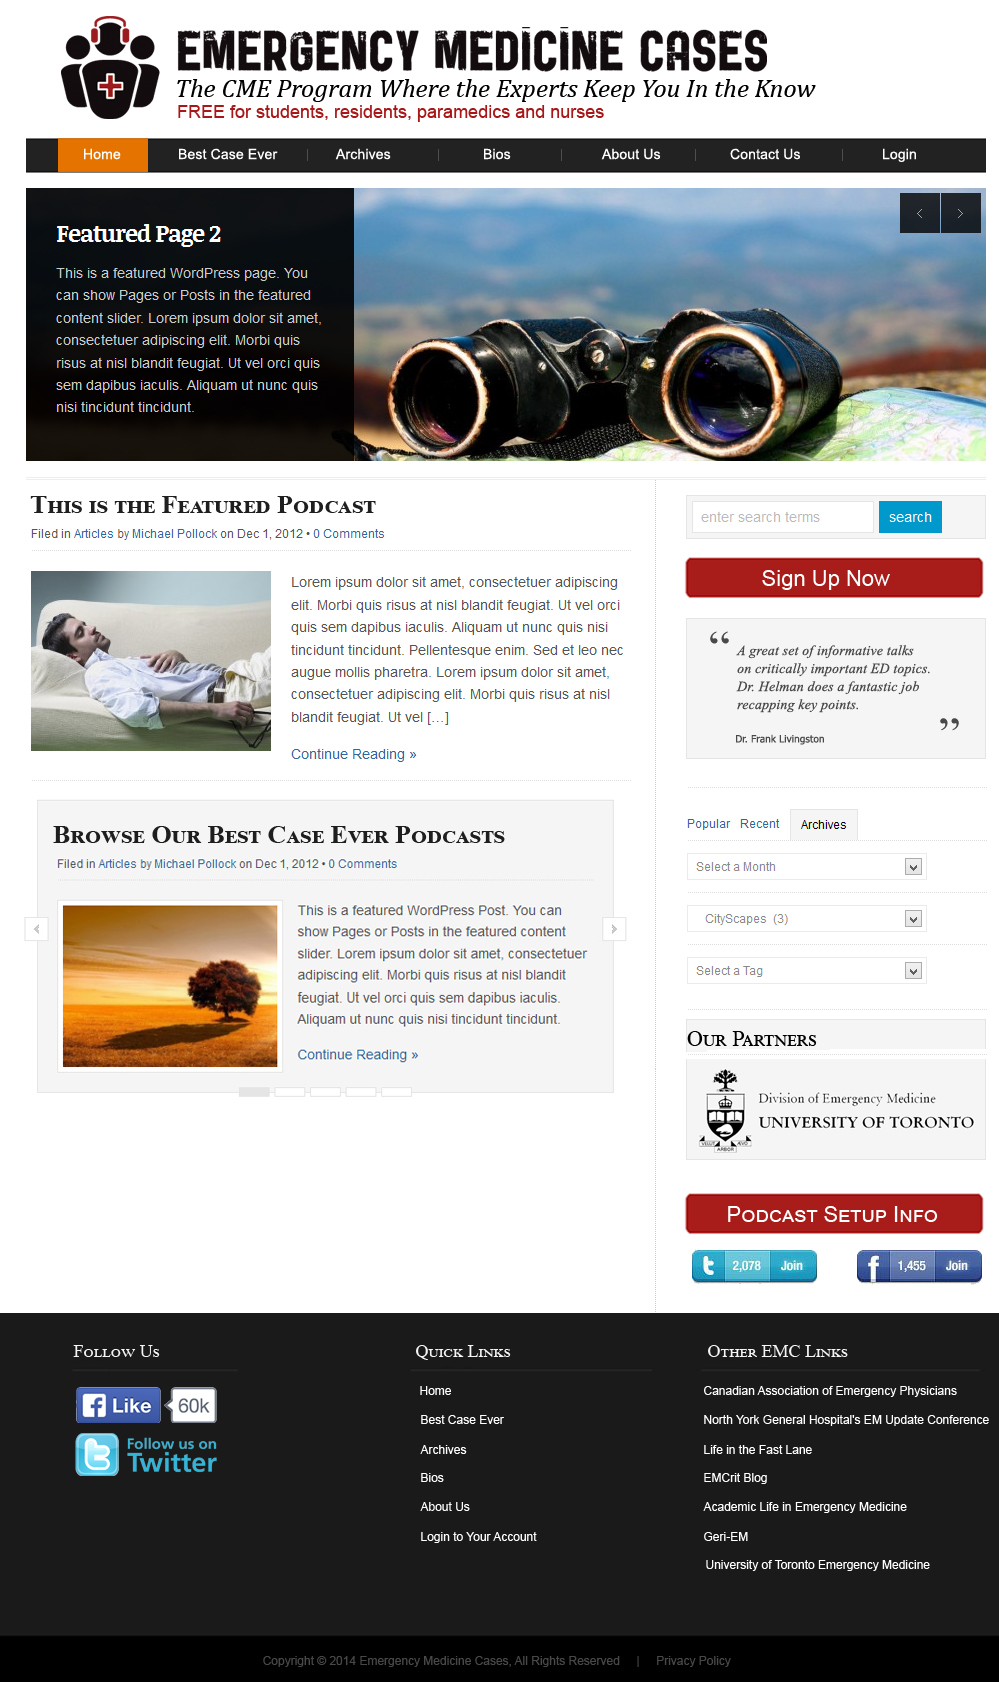 EMERGENCY MEDICINE CASES
The CME Program Where the Experts Keep You In the Know
FREE for students, residents, paramedics and nurses
Home
Best Case Ever
Archives
Bios
About Us
Contact Us
Login
Featured Page 2
This is a featured WordPress page. You
can show Pages or Posts in the featured
content slider. Lorem ipsum dolor sit amet,
consectetuer adipiscing elit. Morbi quis
risus at nisl blandit feugiat. Ut vel orci quis
sem dapibus iaculis. Aliquam ut nunc quis
nisi tincidunt tincidunt.
This is the Featured Podcast
Filed in Articles by Michael Pollock on Dec 1, 2012 • 0 Comments
Lorem ipsum dolor sit amet, consectetuer adipiscing
elit. Morbi quis risus at nisl blandit feugiat. Ut vel orci
quis sem dapibus iaculis. Aliquam ut nunc quis nisi
tincidunt tincidunt. Pellentesque enim. Sed et leo nec
augue mollis pharetra. Lorem ipsum dolor sit amet,
consectetuer adipiscing elit. Morbi quis risus at nisl
blandit feugiat. Ut vel […]
Continue Reading »
Browse Our Best Case Ever Podcasts
Filed in Articles by Michael Pollock on Dec 1, 2012 • 0 Comments
This is a featured WordPress Post. You can
show Pages or Posts in the featured content
slider. Lorem ipsum dolor sit amet, consectetuer
adipiscing elit. Morbi quis risus at nisl blandit
feugiat. Ut vel orci quis sem dapibus iaculis.
Aliquam ut nunc quis nisi tincidunt tincidunt.
Continue Reading »
enter search terms
search
Sign Up Now
“ A great set of informative talks
on critically important ED topics.
Dr. Helman does a fantastic job
recapping key points. ”
Dr. Frank Livingston
Popular
Recent
Archives
Select a Month
CityScapes (3)
Select a Tag
Our Partners
Division of Emergency Medicine
UNIVERSITY OF TORONTO
VELUT ARBOR ÆVO
Podcast Setup Info
2,078 Join
1,455 Join
Follow Us
Like 60k
Follow us on
Twitter
Quick Links
Home
Best Case Ever
Archives
Bios
About Us
Login to Your Account
Other EMC Links
Canadian Association of Emergency Physicians
North York General Hospital's EM Update Conference
Life in the Fast Lane
EMCrit Blog
Academic Life in Emergency Medicine
Geri-EM
University of Toronto Emergency Medicine
Copyright © 2014 Emergency Medicine Cases, All Rights Reserved | Privacy Policy